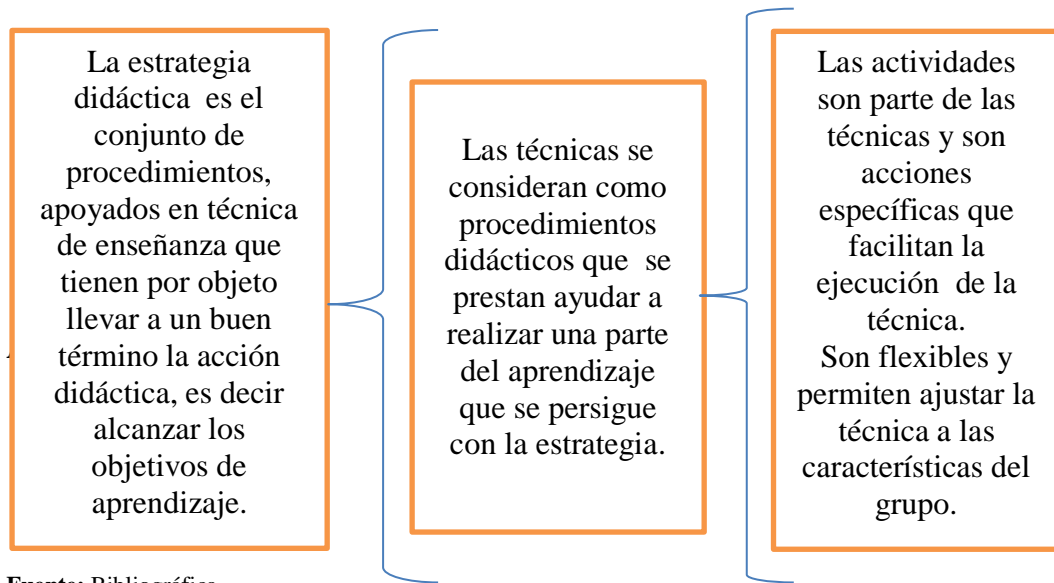 La estrategia
didáctica es el
conjunto de
procedimientos,
apoyados en técnica
de enseñanza que
tienen por objeto
llevar a un buen
término la acción
didáctica, es decir
alcanzar los
objetivos de
aprendizaje.
Las técnicas se
consideran como
procedimientos
didácticos que se
prestan ayudar a
realizar una parte
del aprendizaje
que se persigue
con la estrategia.
Las actividades
son parte de las
técnicas y son
acciones
específicas que
facilitan la
ejecución de la
técnica.
Son flexibles y
permiten ajustar la
técnica a las
características del
grupo.
Fuente: Bibliográfica